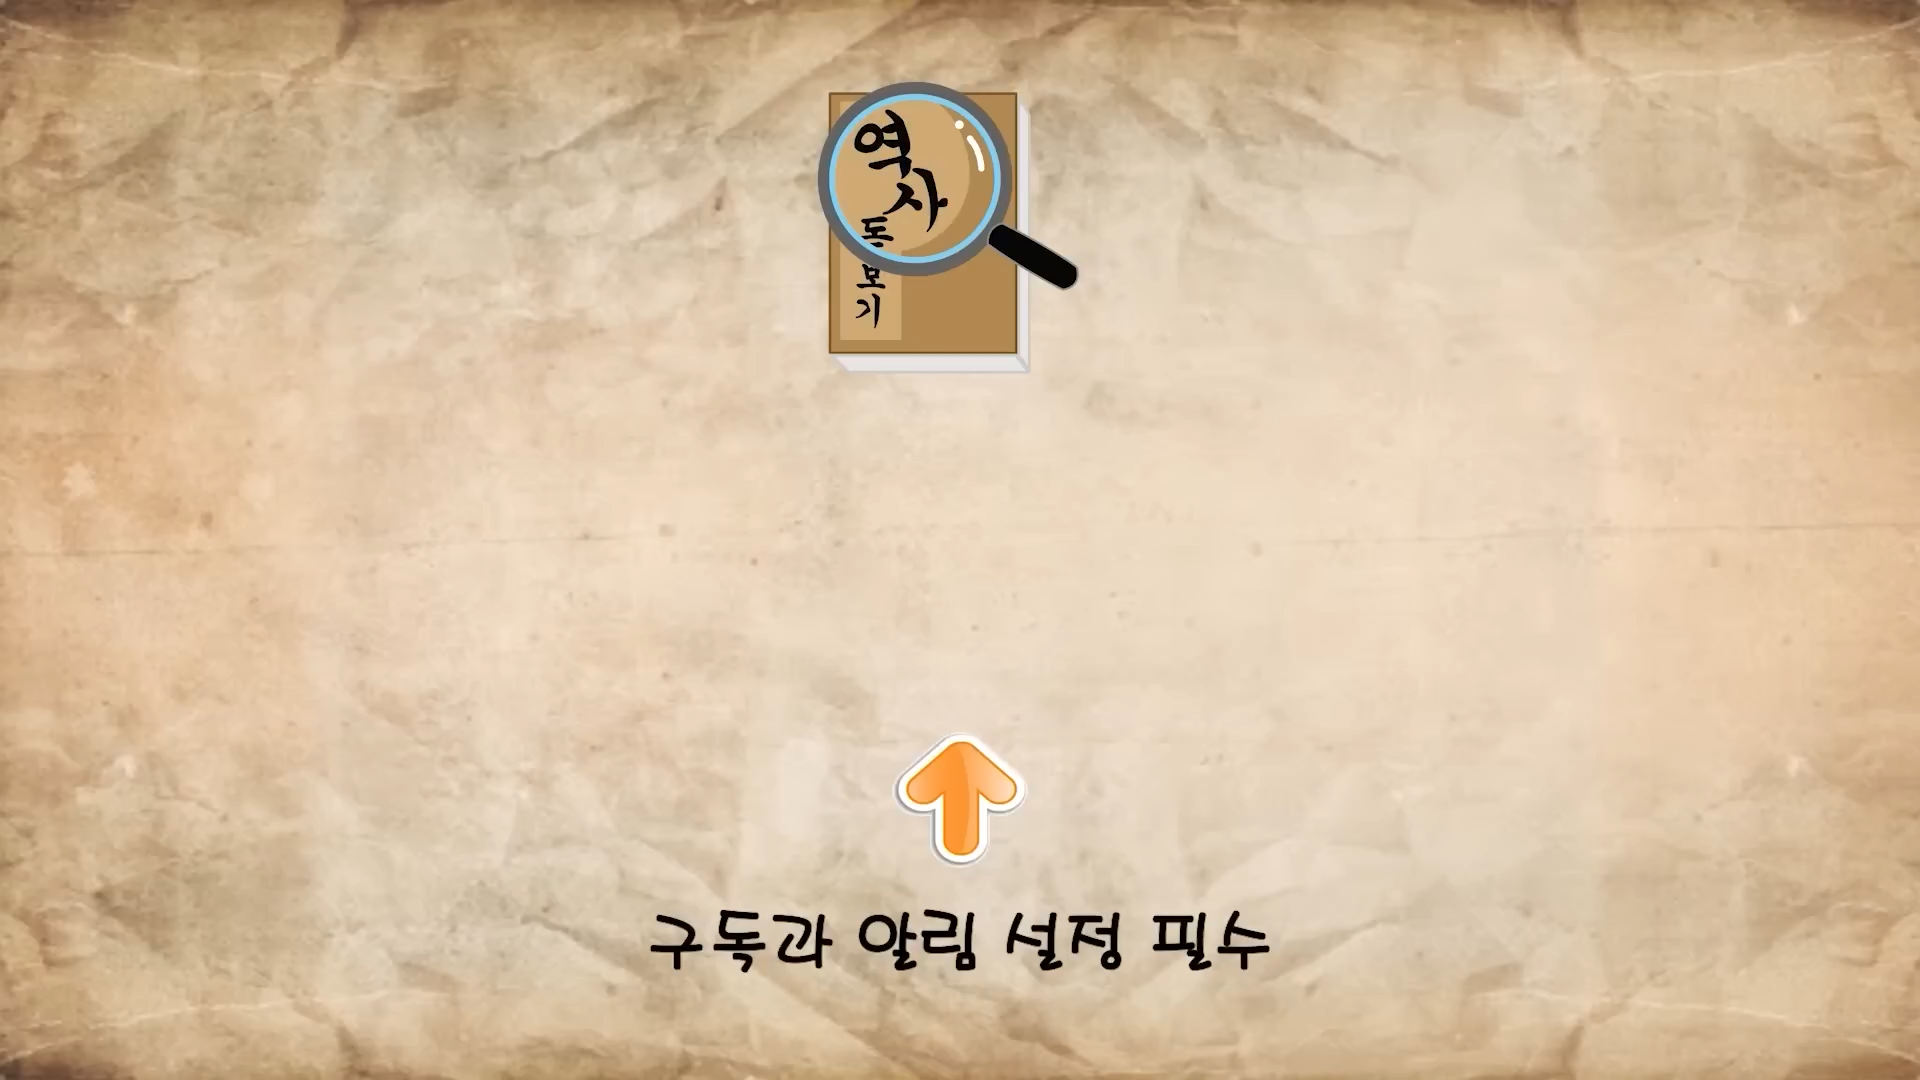 역사
돋보기
구독과 알림 설정 필수